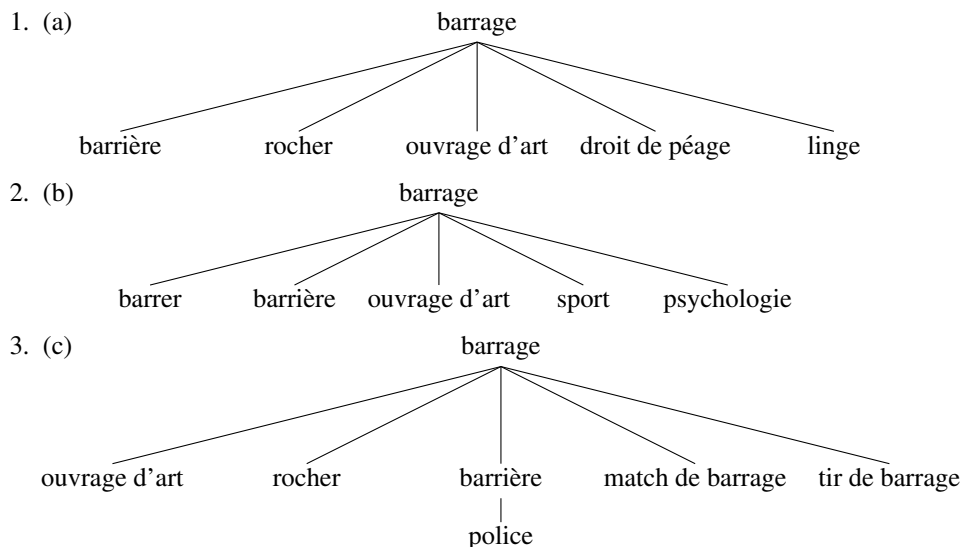 1. (a) barrage
barrière rocher ouvrage d'art droit de péage linge
2. (b) barrage
barrer barrière ouvrage d'art sport psychologie
3. (c) barrage
ouvrage d'art rocher barrière match de barrage tir de barrage
police